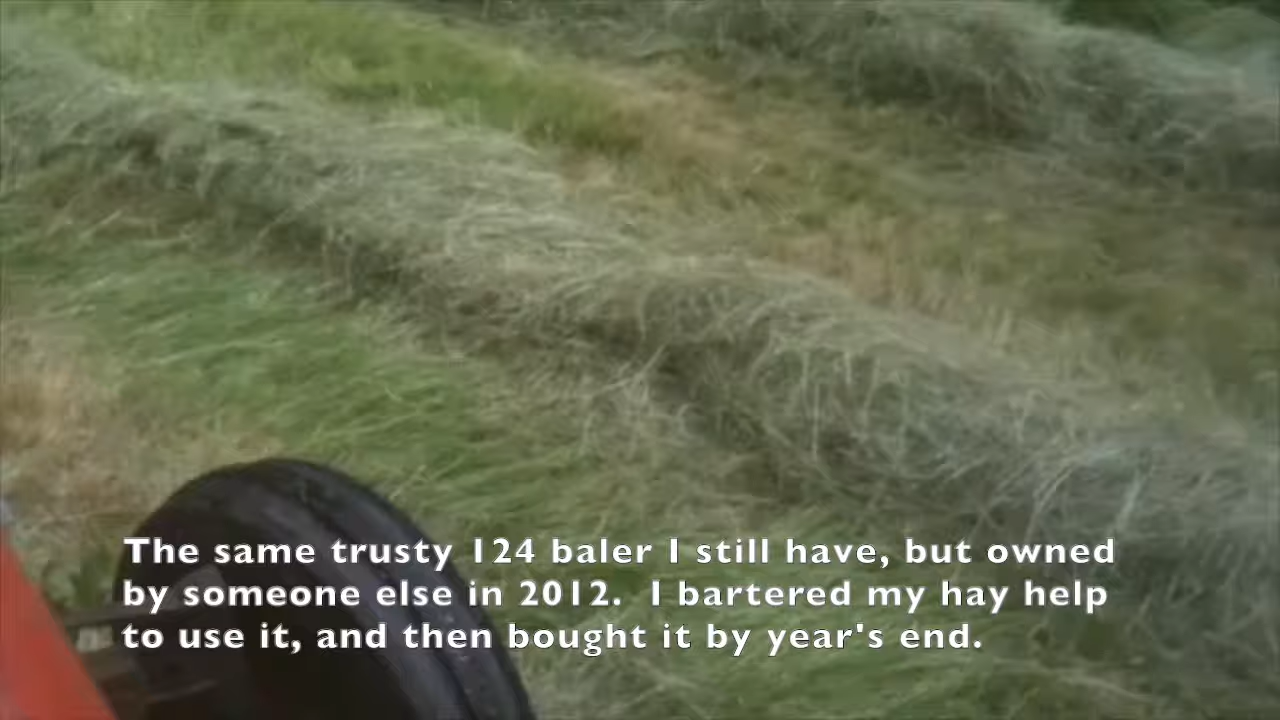 The same trusty 124 baler I still have, but owned
by someone else in 2012.  I bartered my hay help
to use it, and then bought it by year's end.